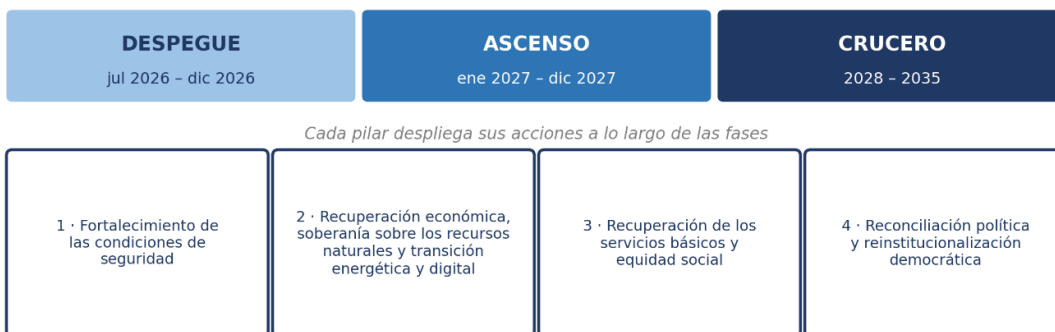 DESPEGUE
jul 2026 – dic 2026
ASCENSO
ene 2027 – dic 2027
CRUCERO
2028 – 2035
Cada pilar despliega sus acciones a lo largo de las fases
1 · Fortalecimiento de
las condiciones de
seguridad
2 · Recuperación económica,
soberanía sobre los recursos
naturales y transición
energética y digital
3 · Recuperación de los
servicios básicos y
equidad social
4 · Reconciliación política
y reinstitucionalización
democrática